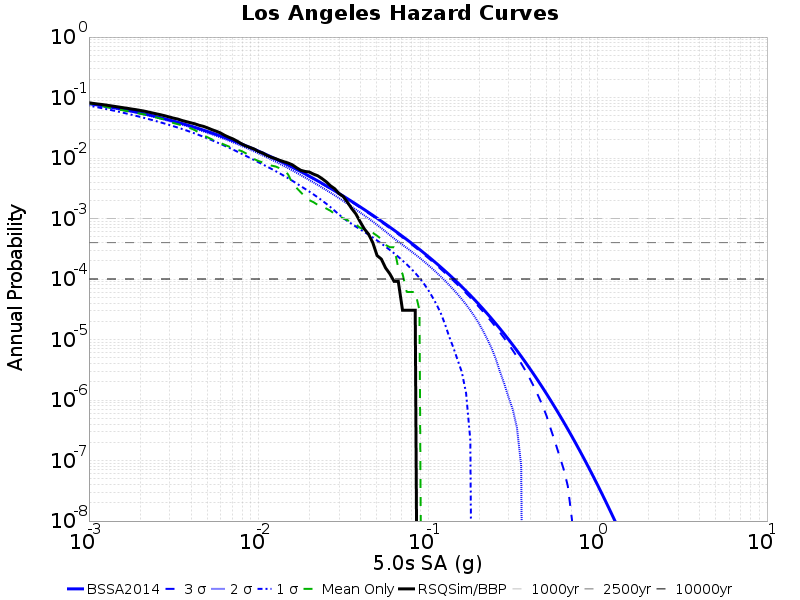 Los Angeles Hazard Curves
Annual Probability
10^0
10^-1
10^-2
10^-3
10^-4
10^-5
10^-6
10^-7
10^-8
10^-3 10^-2 10^-1 10^0 10^1
5.0s SA (g)
BSSA2014 3 σ 2 σ 1 σ Mean Only RSQSim/BBP 1000yr 2500yr 10000yr